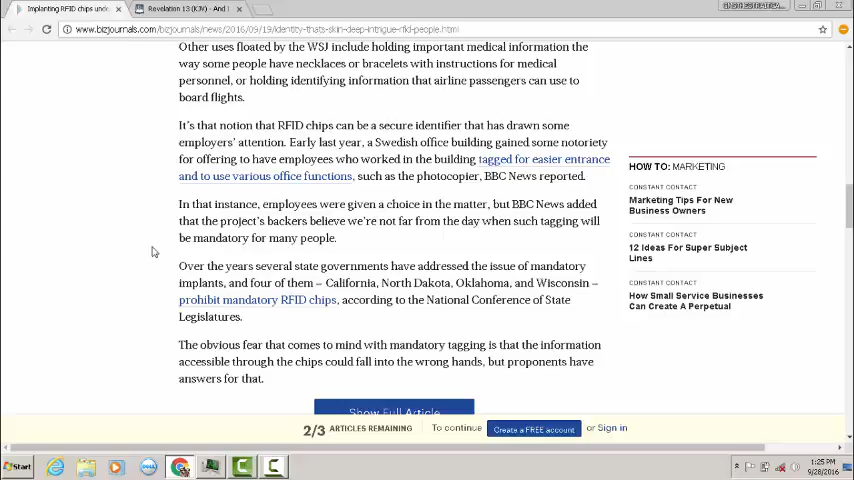 Implanting RFID chips und
Revelation 13 (KJV) - And I
www.bizjournals.com/bizjournals/news/2016/09/19/identity-thats-skin-deep-intrigue-rfid-people.html
Other uses floated by the WSJ include holding important medical information the
way some people have necklaces or bracelets with instructions for medical
personnel, or holding identifying information that airline passengers can use to
board flights.
It's that notion that RFID chips can be a secure identifier that has drawn some
employers' attention. Early last year, a Swedish office building gained some notoriety
for offering to have employees who worked in the building tagged for easier entrance
and to use various office functions, such as the photocopier, BBC News reported.
In that instance, employees were given a choice in the matter, but BBC News added
that the project's backers believe we're not far from the day when such tagging will
be mandatory for many people.
Over the years several state governments have addressed the issue of mandatory
implants, and four of them – California, North Dakota, Oklahoma, and Wisconsin –
prohibit mandatory RFID chips, according to the National Conference of State
Legislatures.
The obvious fear that comes to mind with mandatory tagging is that the information
accessible through the chips could fall into the wrong hands, but proponents have
answers for that.
Show Full Article
HOW TO: MARKETING
CONSTANT CONTACT
Marketing Tips For New
Business Owners
CONSTANT CONTACT
12 Ideas For Super Subject
Lines
CONSTANT CONTACT
How Small Service Businesses
Can Create A Perpetual
2/3 ARTICLES REMAINING
To continue Create a FREE account or Sign in
Start
DELL
1:25 PM
9/28/2016